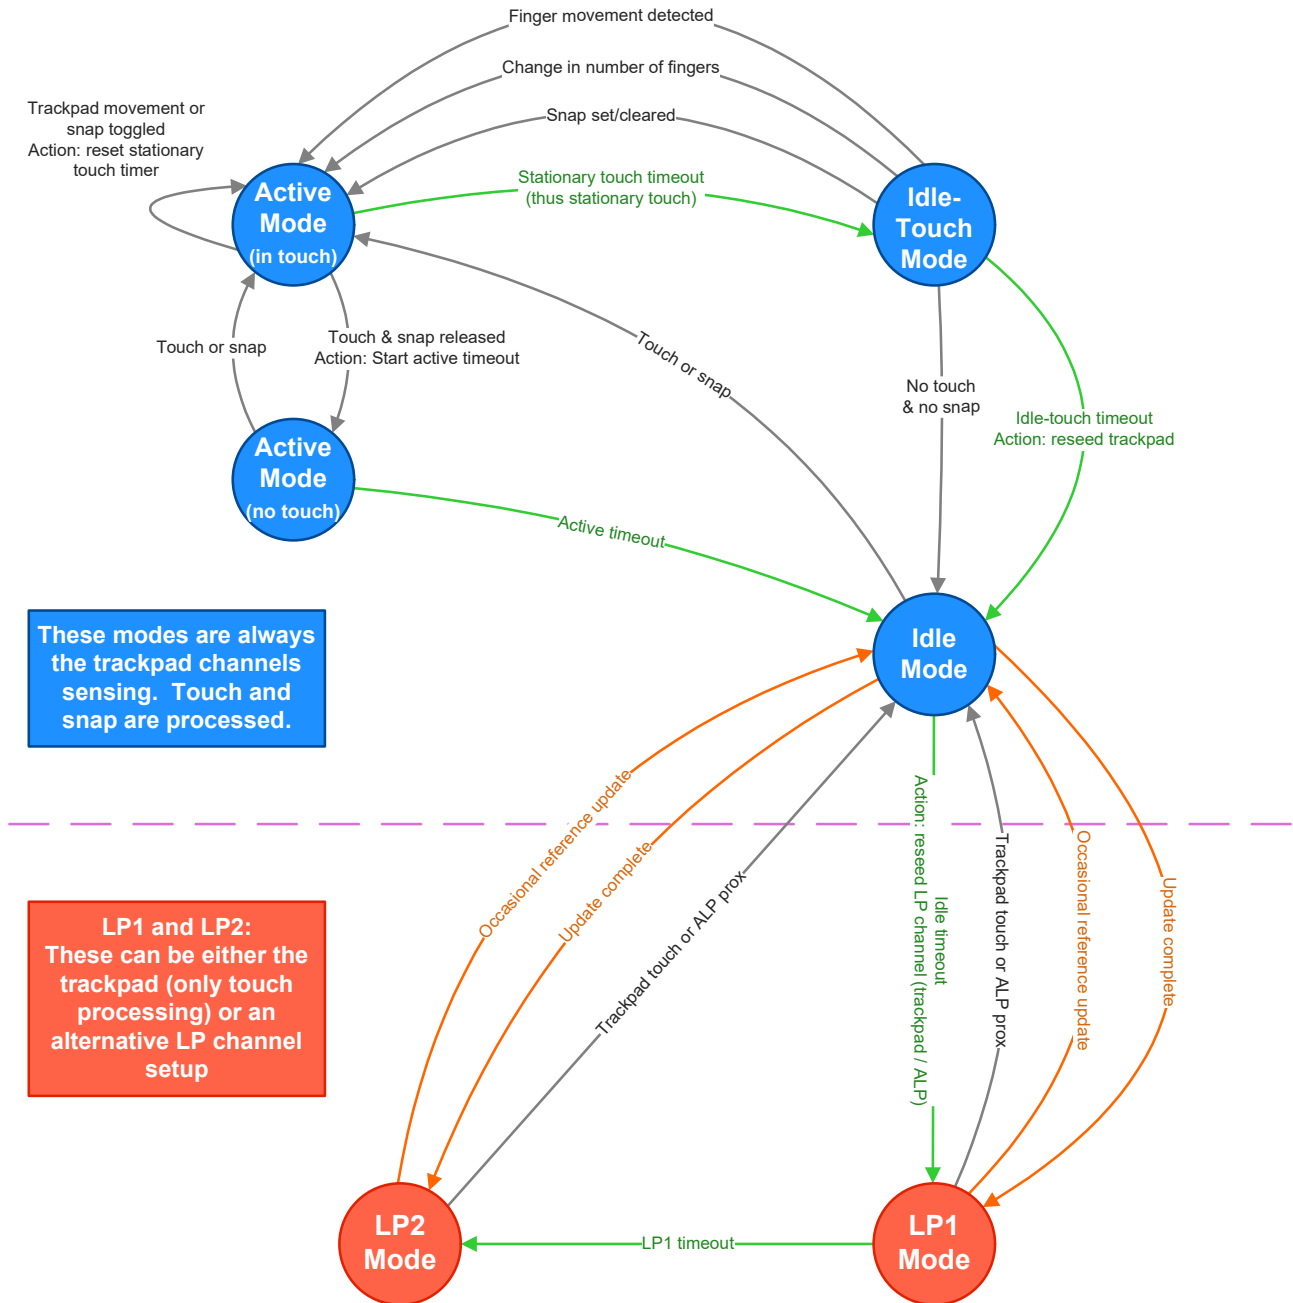 Finger movement detected
Change in number of fingers
Snap set/cleared
Trackpad movement or
snap toggled
Action: reset stationary
touch timer
Stationary touch timeout
(thus stationary touch)
Active
Mode
(in touch)
Idle-
Touch
Mode
Touch or snap
Touch & snap released
Action: Start active timeout
Touch or snap
No touch
& no snap
Idle-touch timeout
Action: reseed trackpad
Active
Mode
(no touch)
Active timeout
These modes are always
the trackpad channels
sensing.  Touch and
snap are processed.
Idle
Mode
Occasional reference update
Update complete
Trackpad touch or ALP prox
Idle timeout
Action: reseed LP channel (trackpad / ALP)
Trackpad touch or ALP prox
Occasional reference update
Update complete
LP1 and LP2:
These can be either the
trackpad (only touch
processing) or an
alternative LP channel
setup
LP2
Mode
LP1 timeout
LP1
Mode